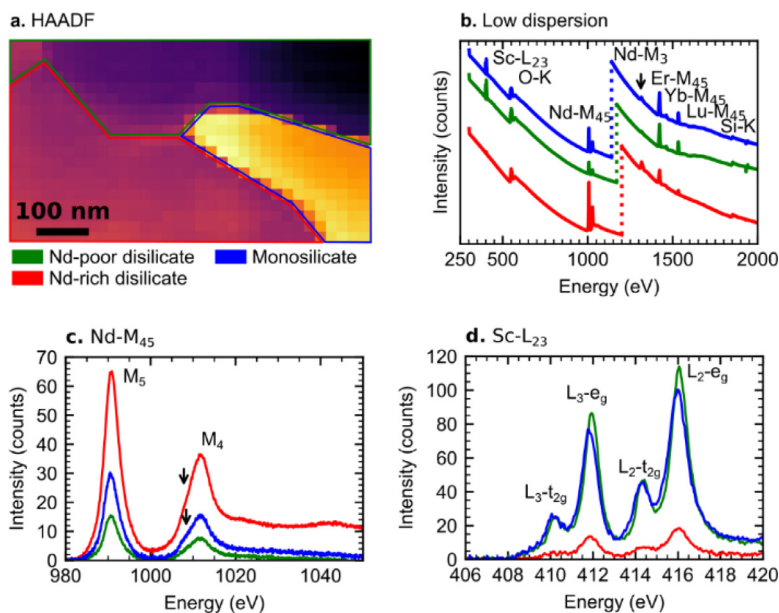 a. HAADF
100 nm
Nd-poor disilicate
Monosilicate
Nd-rich disilicate
b. Low dispersion
Intensity (counts)
Sc-L23
O-K
Nd-M45
Nd-M3
Er-M45
Yb-M45
Lu-M45
Si-K
250 500 750 1000 1250 1500 1750 2000
Energy (eV)
c. Nd-M45
Intensity (counts)
70
60
50
40
30
20
10
0
M5
M4
980 1000 1020 1040
Energy (eV)
d. Sc-L23
Intensity (counts)
120
100
80
60
40
20
0
L3-t2g
L3-eg
L2-t2g
L2-eg
406 408 410 412 414 416 418 420
Energy (eV)